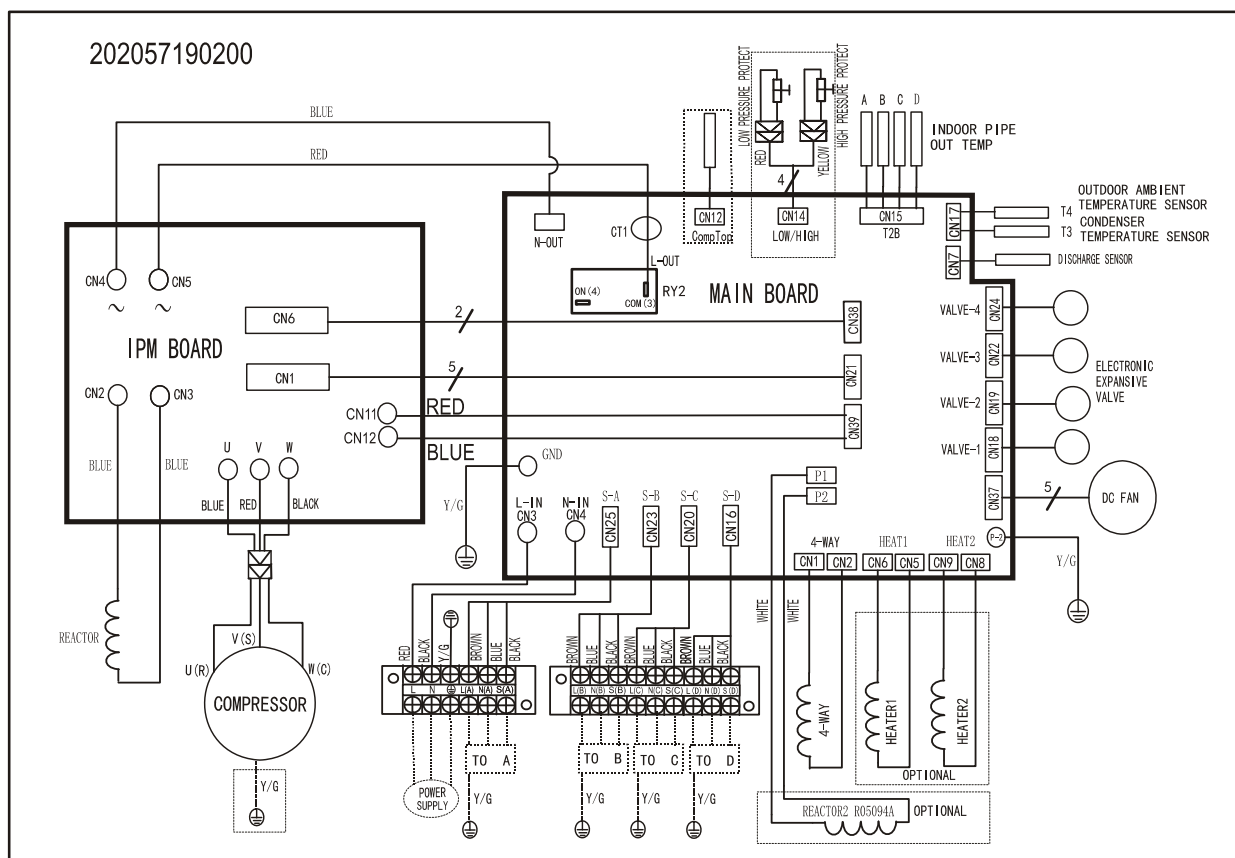 202057190200
BLUE
RED
LOW PRESSURE PROTECT
HIGH PRESSURE PROTECT
RED
YELLOW
4
A B C D
INDOOR PIPE
OUT TEMP
CN12
CompTop
CN14
LOW/HIGH
CN15
T2B
CN17
OUTDOOR AMBIENT
T4 TEMPERATURE SENSOR
CONDENSER
T3 TEMPERATURE SENSOR
CN7
DISCHARGE SENSOR
N-OUT
CT1
L-OUT
ON(4)
COM(3)
RY2
MAIN BOARD
CN4
CN5
~
~
CN6
2
CN38
IPM BOARD
CN1
5
CN21
CN2
CN3
CN11
RED
CN12
BLUE
CN39
VALVE-4
CN24
VALVE-3
CN22
VALVE-2
CN19
VALVE-1
CN18
ELECTRONIC
EXPANSIVE
VALVE
CN37
5
DC FAN
P-2
Y/G
BLUE
BLUE
U V W
BLUE
RED
BLACK
GND
Y/G
P1
P2
L-IN
CN3
N-IN
CN4
S-A
CN25
S-B
CN23
S-C
CN20
S-D
CN16
4-WAY
CN1 CN2
HEAT1
CN6 CN5
HEAT2
CN9 CN8
WHITE
WHITE
REACTOR
V(S)
U(R)
W(C)
COMPRESSOR
Y/G
RED
BLACK
Y/G
BROWN
BLUE
BLACK
L N L(A) N(A) S(A)
BROWN
BLUE
BLACK
BROWN
BLUE
BLACK
BROWN
BLUE
BLACK
L(B) N(B) S(B) L(C) N(C) S(C) L(D) N(D) S(D)
POWER
SUPPLY
TO A
Y/G
TO B
Y/G
TO C
Y/G
TO D
Y/G
4-WAY
HEATER1
HEATER2
OPTIONAL
REACTOR2 R05094A
OPTIONAL